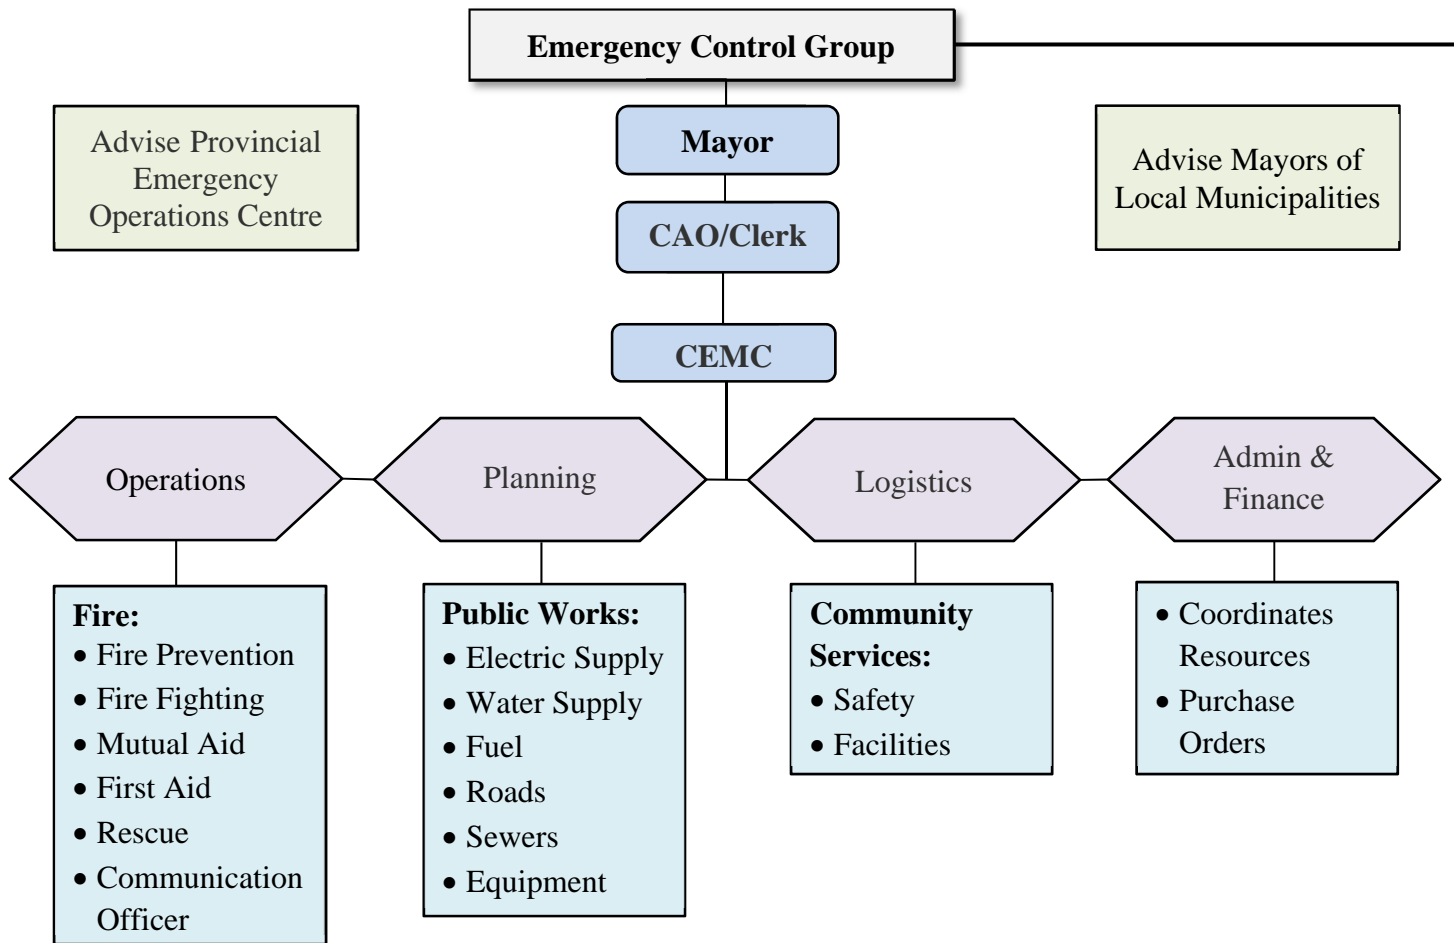 Emergency Control Group
Advise Provincial
Emergency
Operations Centre
Mayor
Advise Mayors of
Local Municipalities
CAO/Clerk
CEMC
Operations
Planning
Logistics
Admin &
Finance
Fire:
• Fire Prevention
• Fire Fighting
• Mutual Aid
• First Aid
• Rescue
• Communication
Officer
Public Works:
• Electric Supply
• Water Supply
• Fuel
• Roads
• Sewers
• Equipment
Community
Services:
• Safety
• Facilities
• Coordinates
Resources
• Purchase
Orders